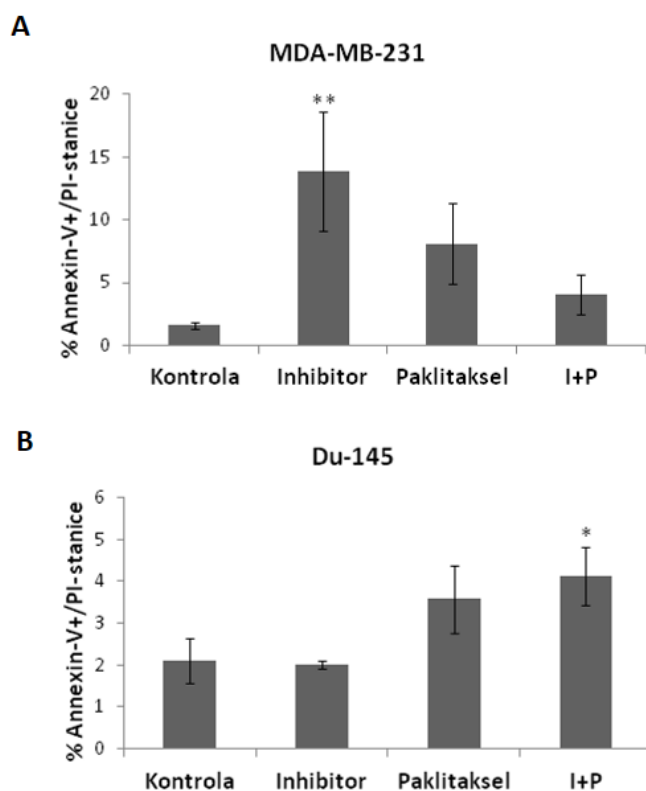 A
MDA-MB-231
% Annexin-V+/PI-stanice
20
15
10
5
0
**
Kontrola Inhibitor Paklitaksel I+P
B
Du-145
% Annexin-V+/PI-stanice
6
5
4
3
2
1
0
*
Kontrola Inhibitor Paklitaksel I+P